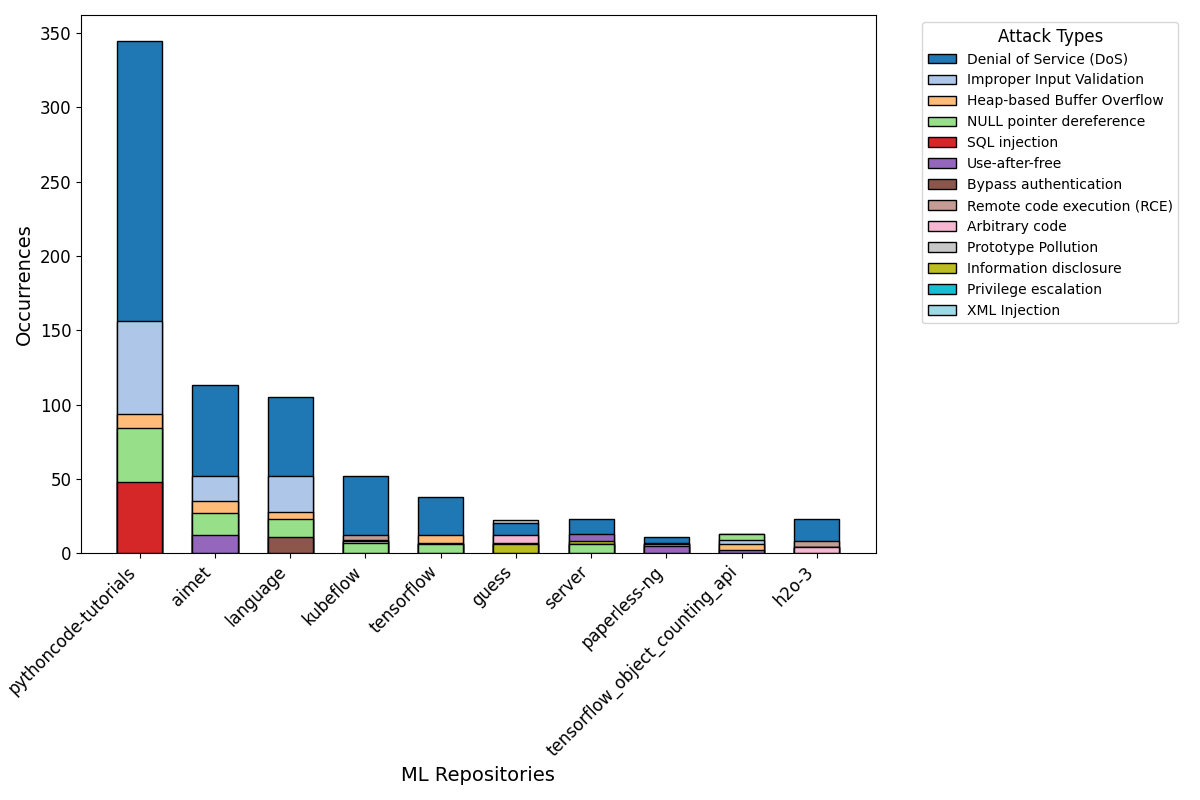 350
300
250
200
150
100
50
0
Occurrences
pythoncode-tutorials
aimet
language
kubeflow
tensorflow
guess
server
paperless-ng
tensorflow_object_counting_api
h2o-3
ML Repositories
Attack Types
Denial of Service (DoS)
Improper Input Validation
Heap-based Buffer Overflow
NULL pointer dereference
SQL injection
Use-after-free
Bypass authentication
Remote code execution (RCE)
Arbitrary code
Prototype Pollution
Information disclosure
Privilege escalation
XML Injection